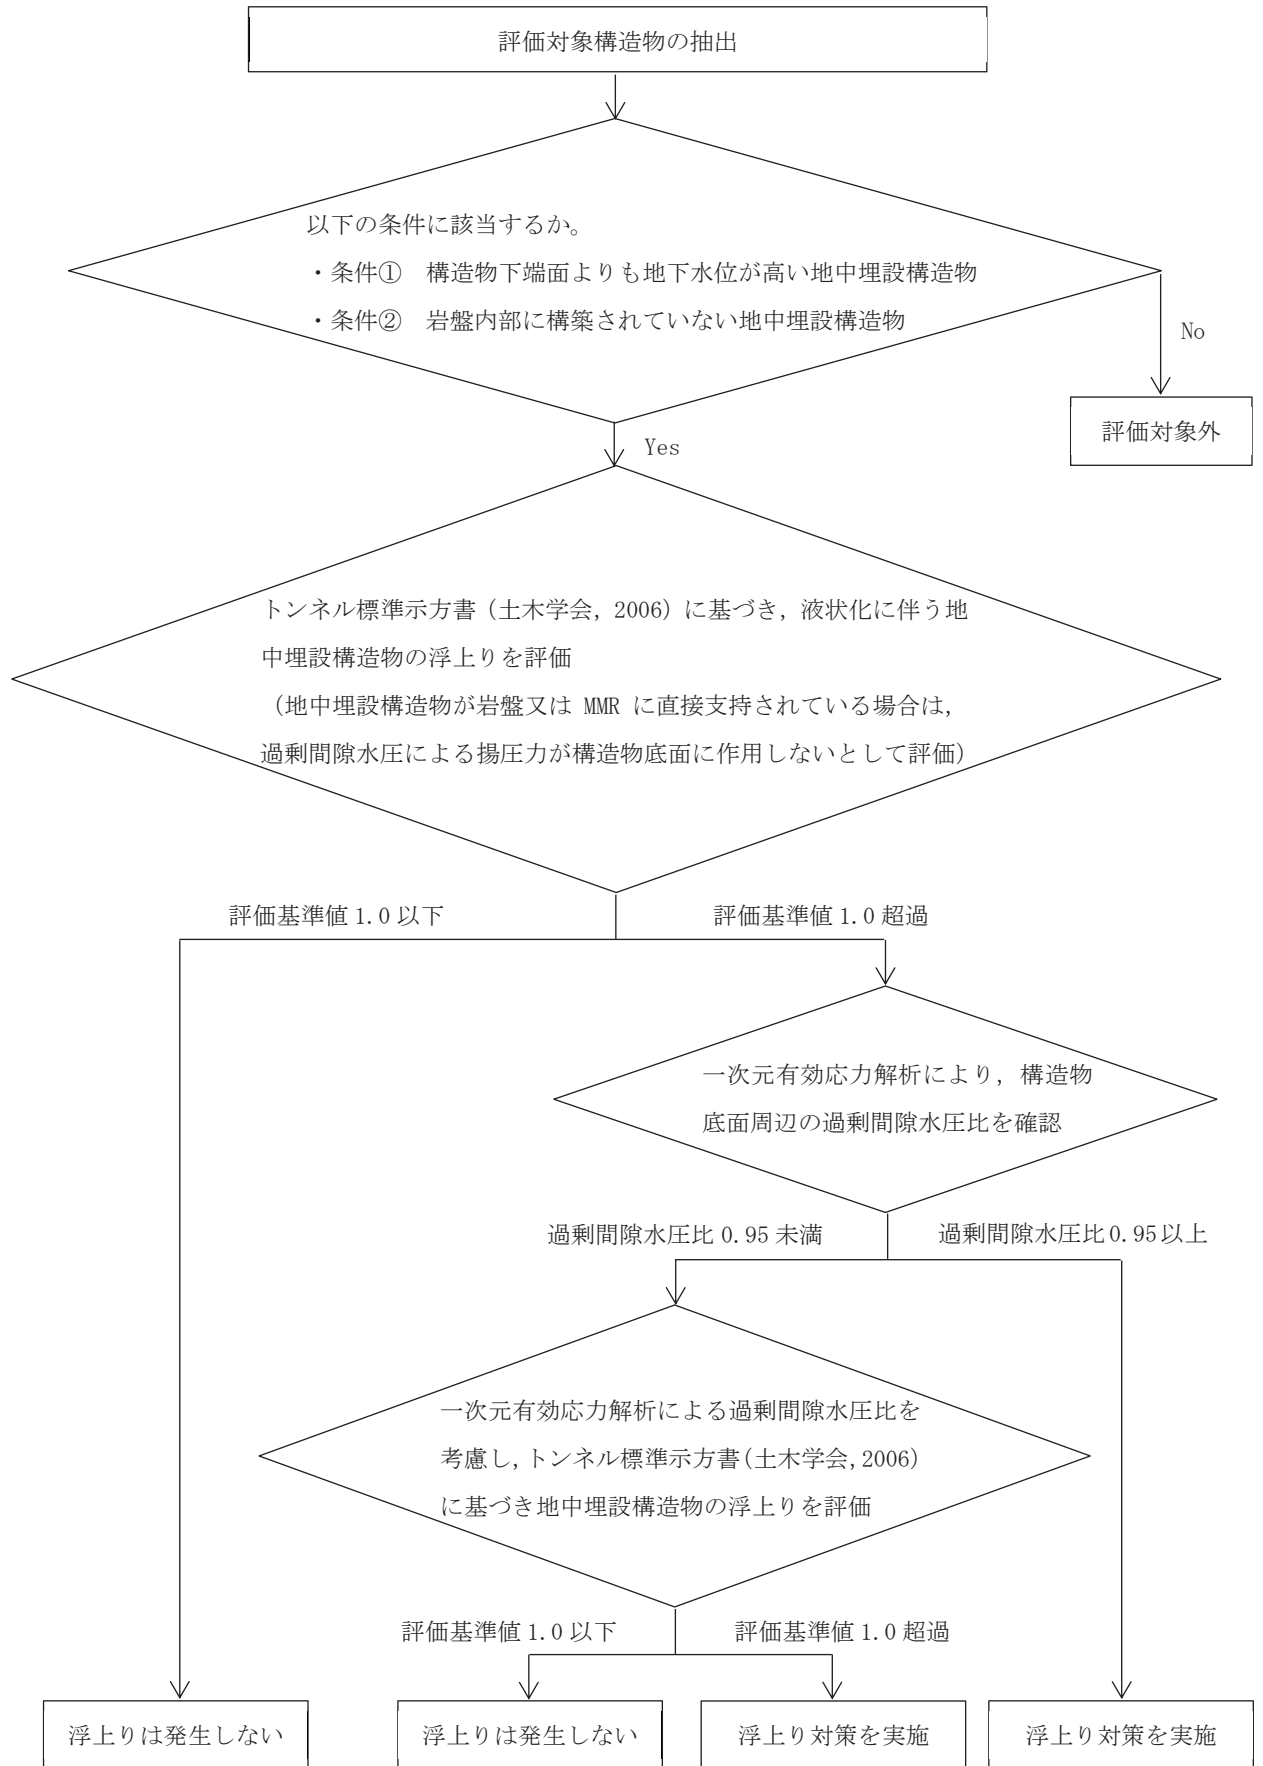 評価対象構造物の抽出
以下の条件に該当するか。
・条件① 構造物下端面よりも地下水位が高い地中埋設構造物
・条件② 岩盤内部に構築されていない地中埋設構造物
No
評価対象外
Yes
トンネル標準示方書（土木学会, 2006）に基づき, 液状化に伴う地
中埋設構造物の浮上りを評価
（地中埋設構造物が岩盤又は MMR に直接支持されている場合は,
過剰間隙水圧による揚圧力が構造物底面に作用しないとして評価）
評価基準値 1.0 以下
評価基準値 1.0 超過
一次元有効応力解析により, 構造物
底面周辺の過剰間隙水圧比を確認
過剰間隙水圧比 0.95 未満
過剰間隙水圧比 0.95 以上
一次元有効応力解析による過剰間隙水圧比を
考慮し, トンネル標準示方書（土木学会, 2006）
に基づき地中埋設構造物の浮上りを評価
評価基準値 1.0 以下
評価基準値 1.0 超過
浮上りは発生しない
浮上りは発生しない
浮上り対策を実施
浮上り対策を実施